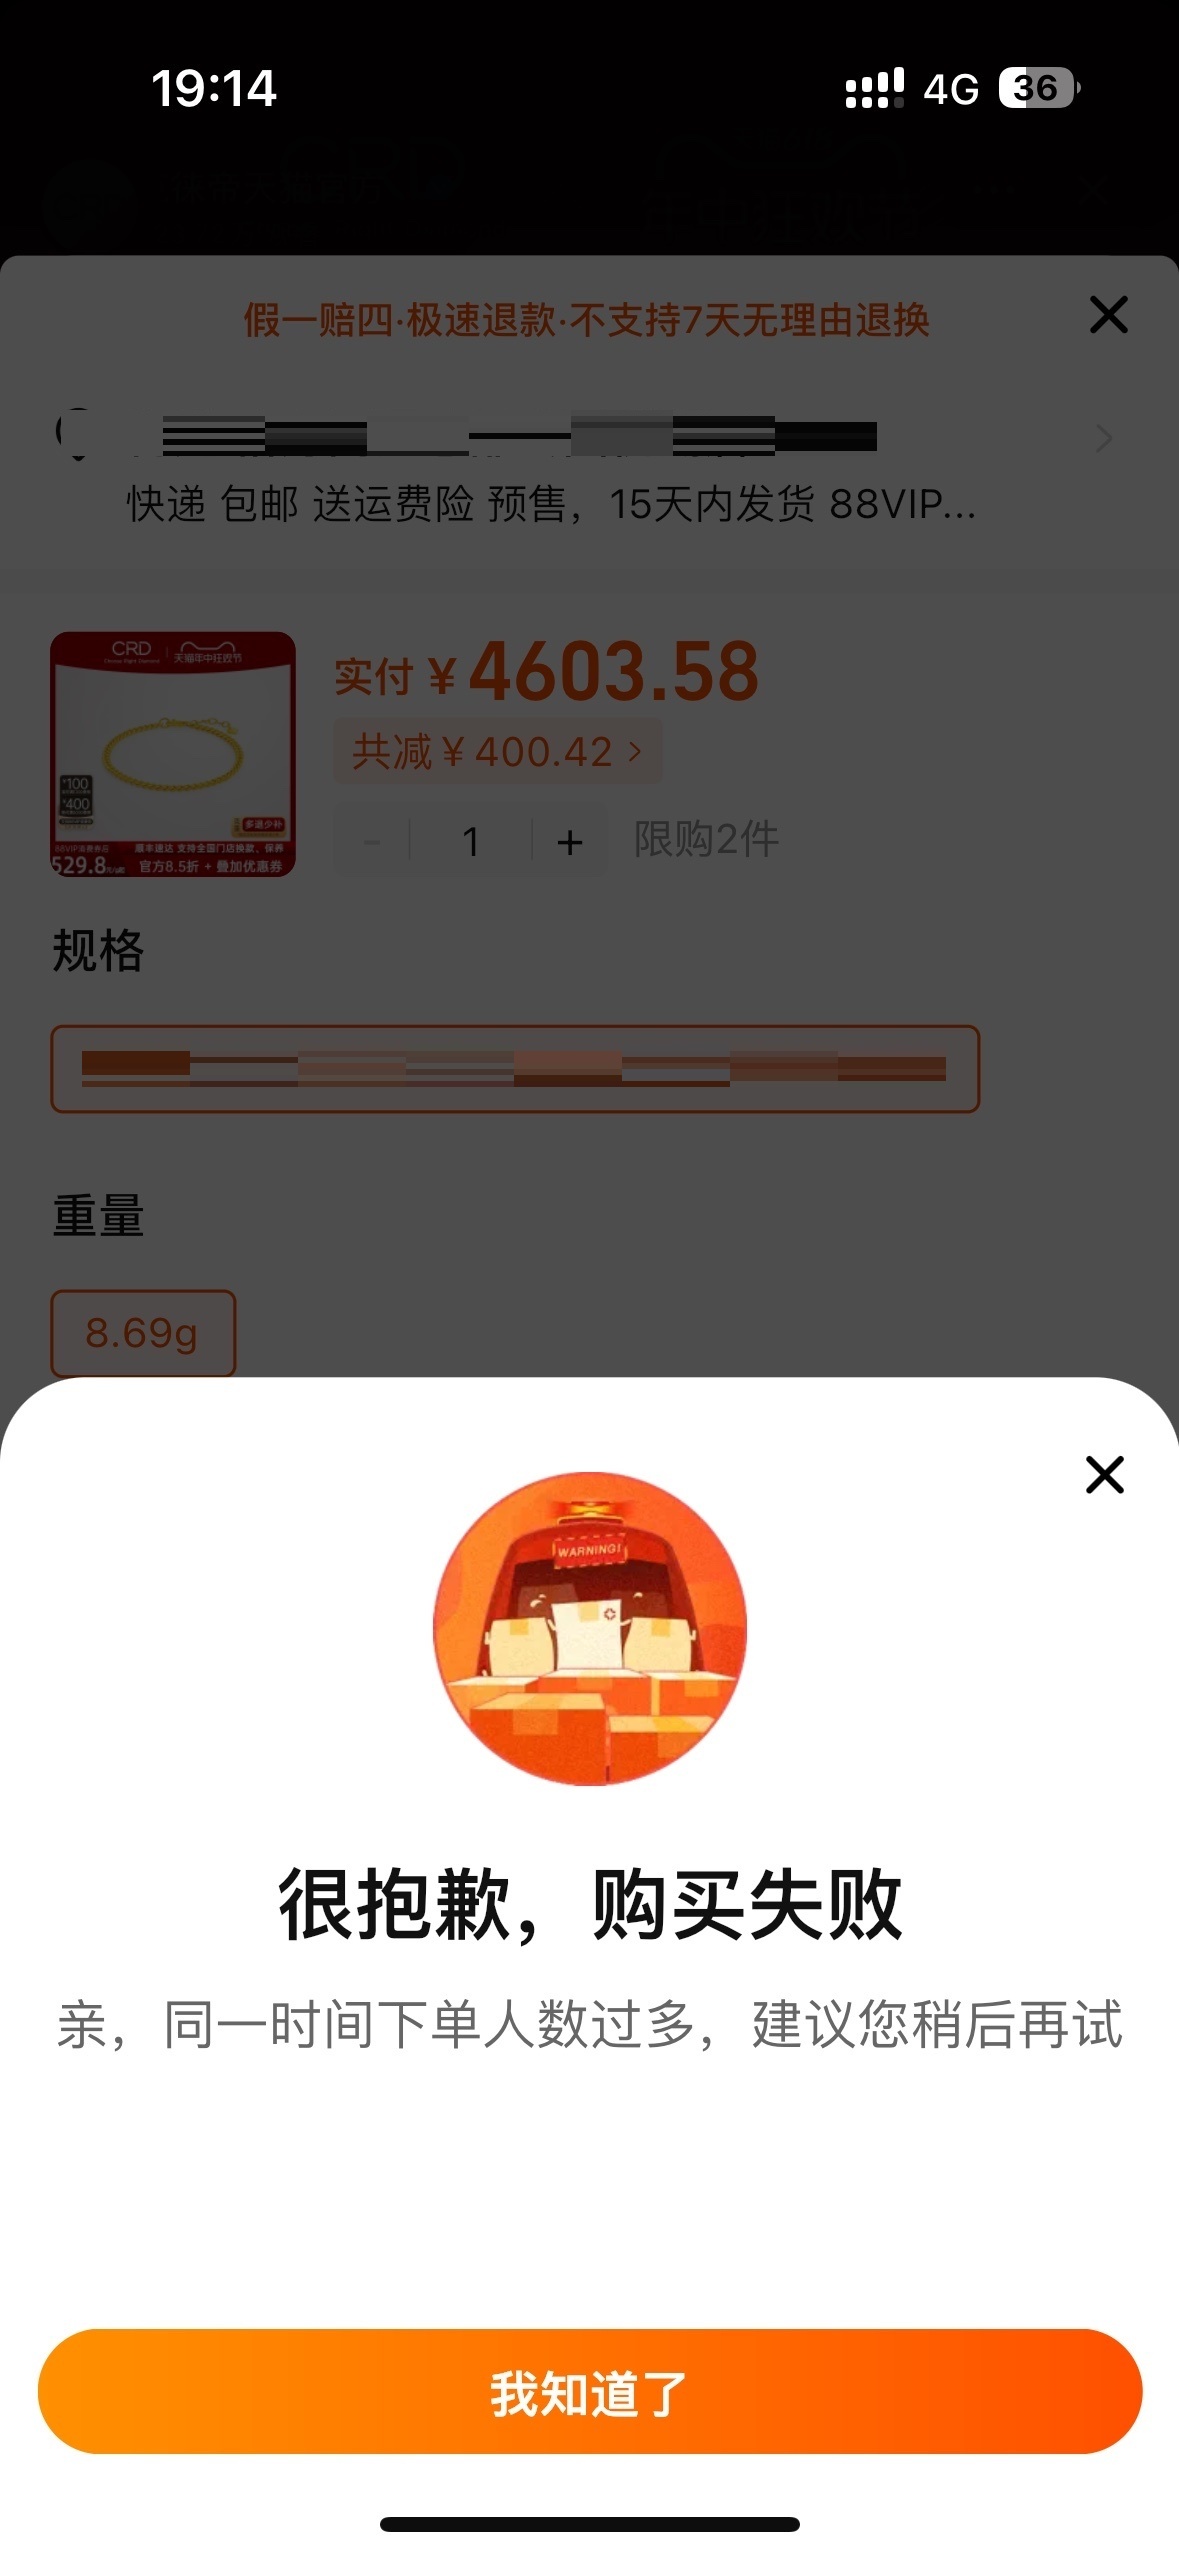 19:14
4G 36
假一赔四·极速退款·不支持7天无理由退换
快递 包邮 送运费险 预售，15天内发货 88VIP...
CRD
天猫年中狂欢节
实付 ¥ 4603.58
共减 ¥ 400.42 >
- 1 + 限购2件
¥100
¥400
多退少补
88VIP消费券后 顺丰速达 支持全国门店换款、保养
529.8 官方8.5折 + 叠加优惠券
规格
重量
8.69g
WARNING!
很抱歉，购买失败
亲，同一时间下单人数过多，建议您稍后再试
我知道了